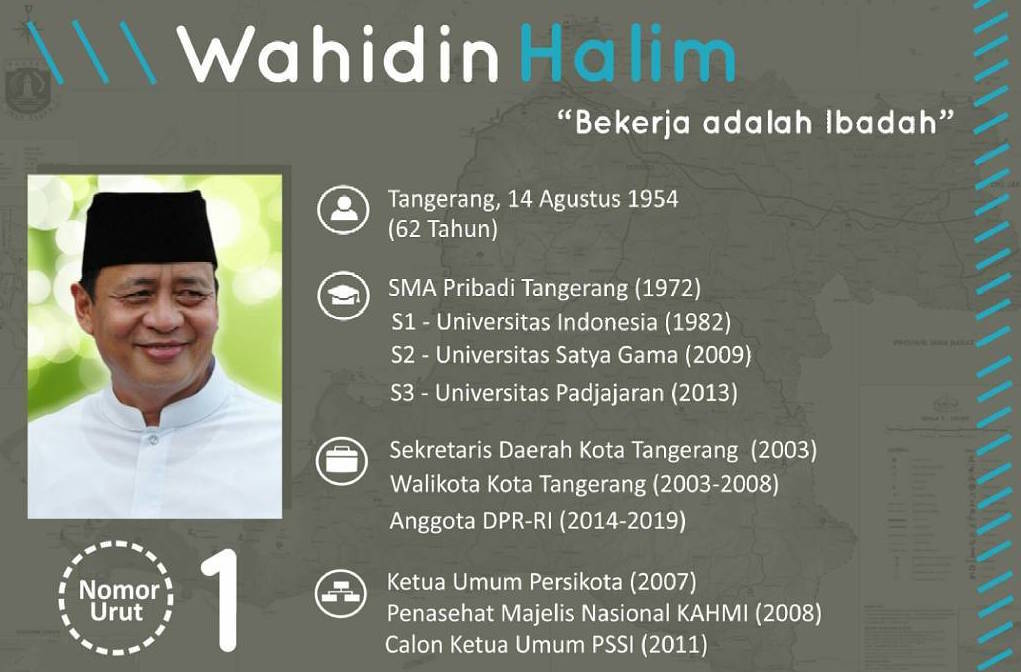 Wahidin Halim
“Bekerja adalah Ibadah”
Tangerang, 14 Agustus 1954
(62 Tahun)
SMA Pribadi Tangerang (1972)
S1 - Universitas Indonesia (1982)
S2 - Universitas Satya Gama (2009)
S3 - Universitas Padjajaran (2013)
Sekretaris Daerah Kota Tangerang (2003)
Walikota Kota Tangerang (2003-2008)
Anggota DPR-RI (2014-2019)
Ketua Umum Persikota (2007)
Penasehat Majelis Nasional KAHMI (2008)
Calon Ketua Umum PSSI (2011)
Nomor
Urut
1